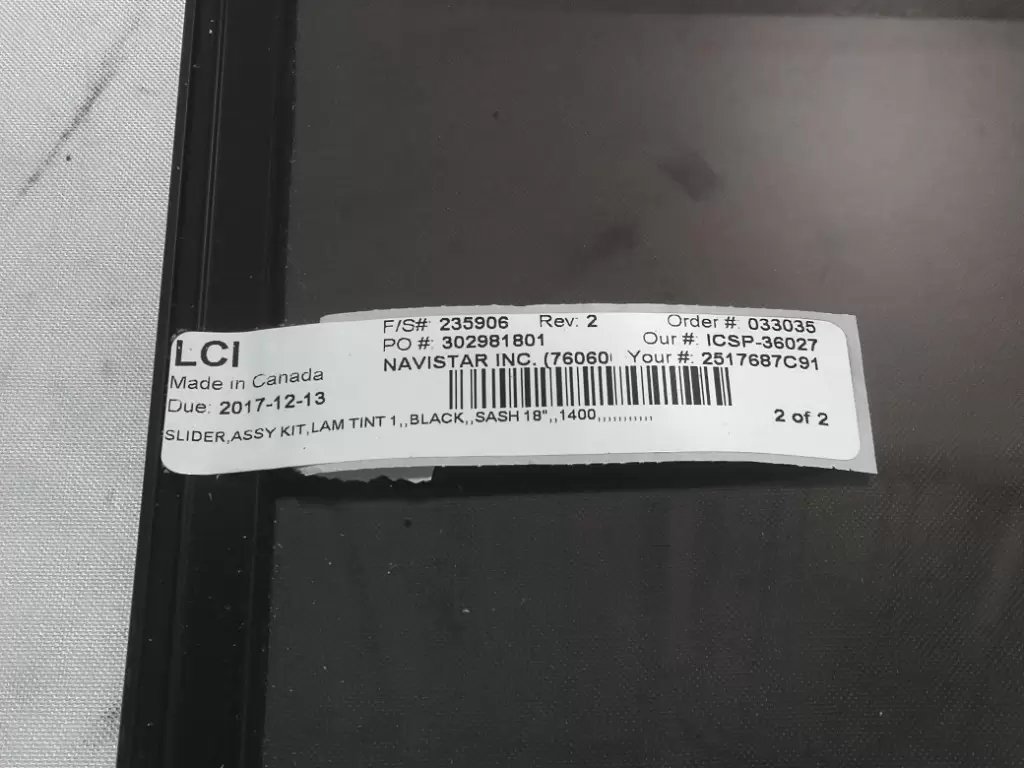 F/S#: 235906 Rev: 2 Order #: 033035
LCI PO #: 302981801 Our #: ICSP-36027
Made in Canada NAVISTAR INC. (76060 Your #: 2517687C91
Due: 2017-12-13
SLIDER,ASSY KIT,LAM TINT 1,,BLACK,,SASH 18",,1400,,,,,,,,,,, 2 of 2